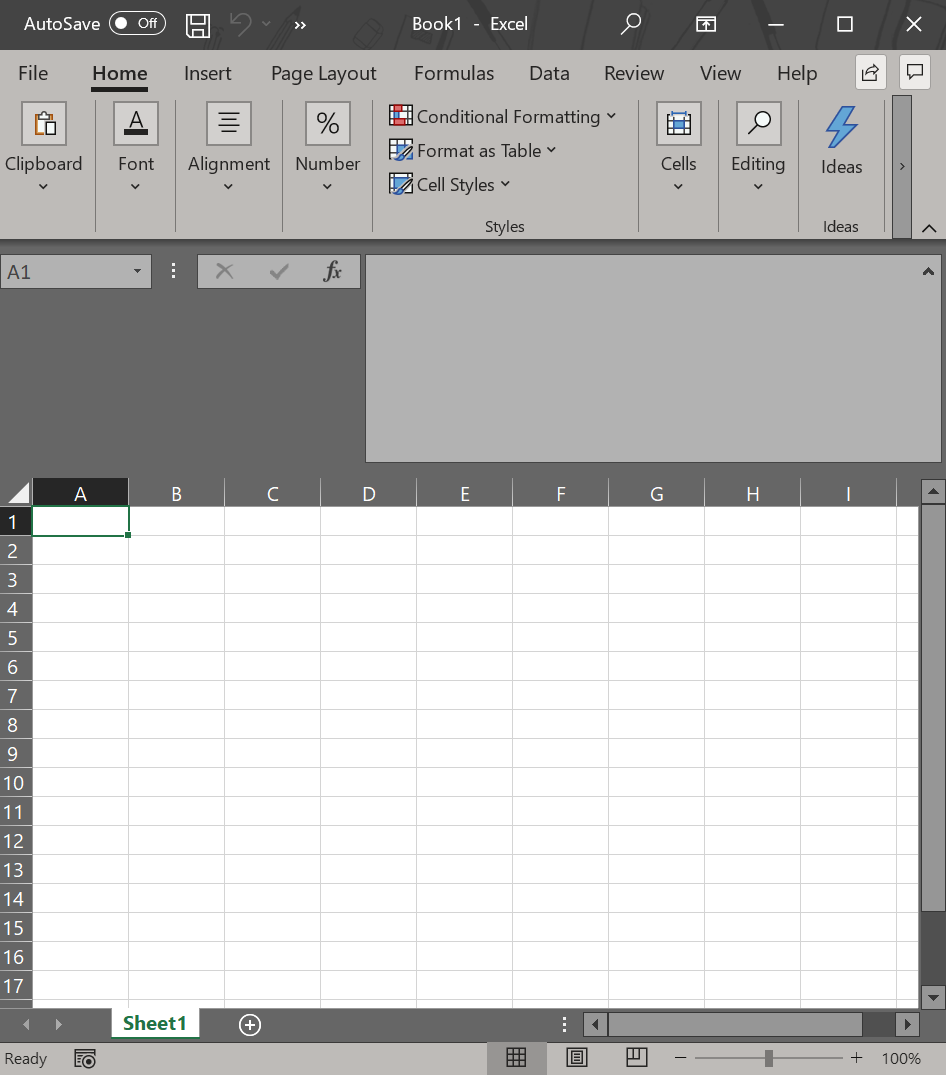 AutoSave Off Book1 - Excel
File Home Insert Page Layout Formulas Data Review View Help
Clipboard Font Alignment Number Conditional Formatting Format as Table Cell Styles Cells Editing Ideas
Styles Ideas
A1 fx
A B C D E F G H I
1
2
3
4
5
6
7
8
9
10
11
12
13
14
15
16
17
Sheet1
Ready 100%